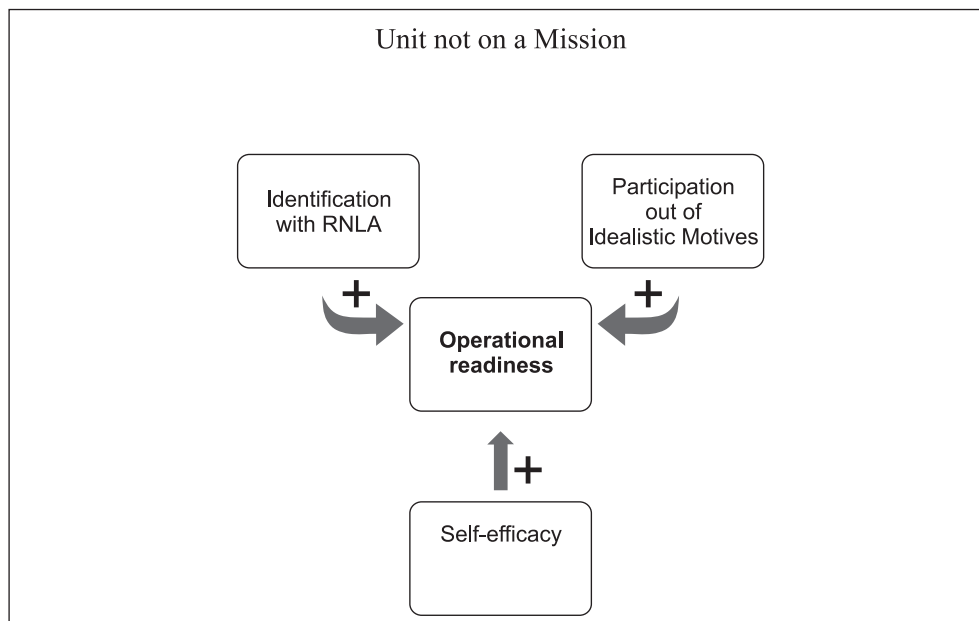 Unit not on a Mission
Identification
with RNLA
Participation
out of
Idealistic Motives
+
+
Operational
readiness
+
Self-efficacy